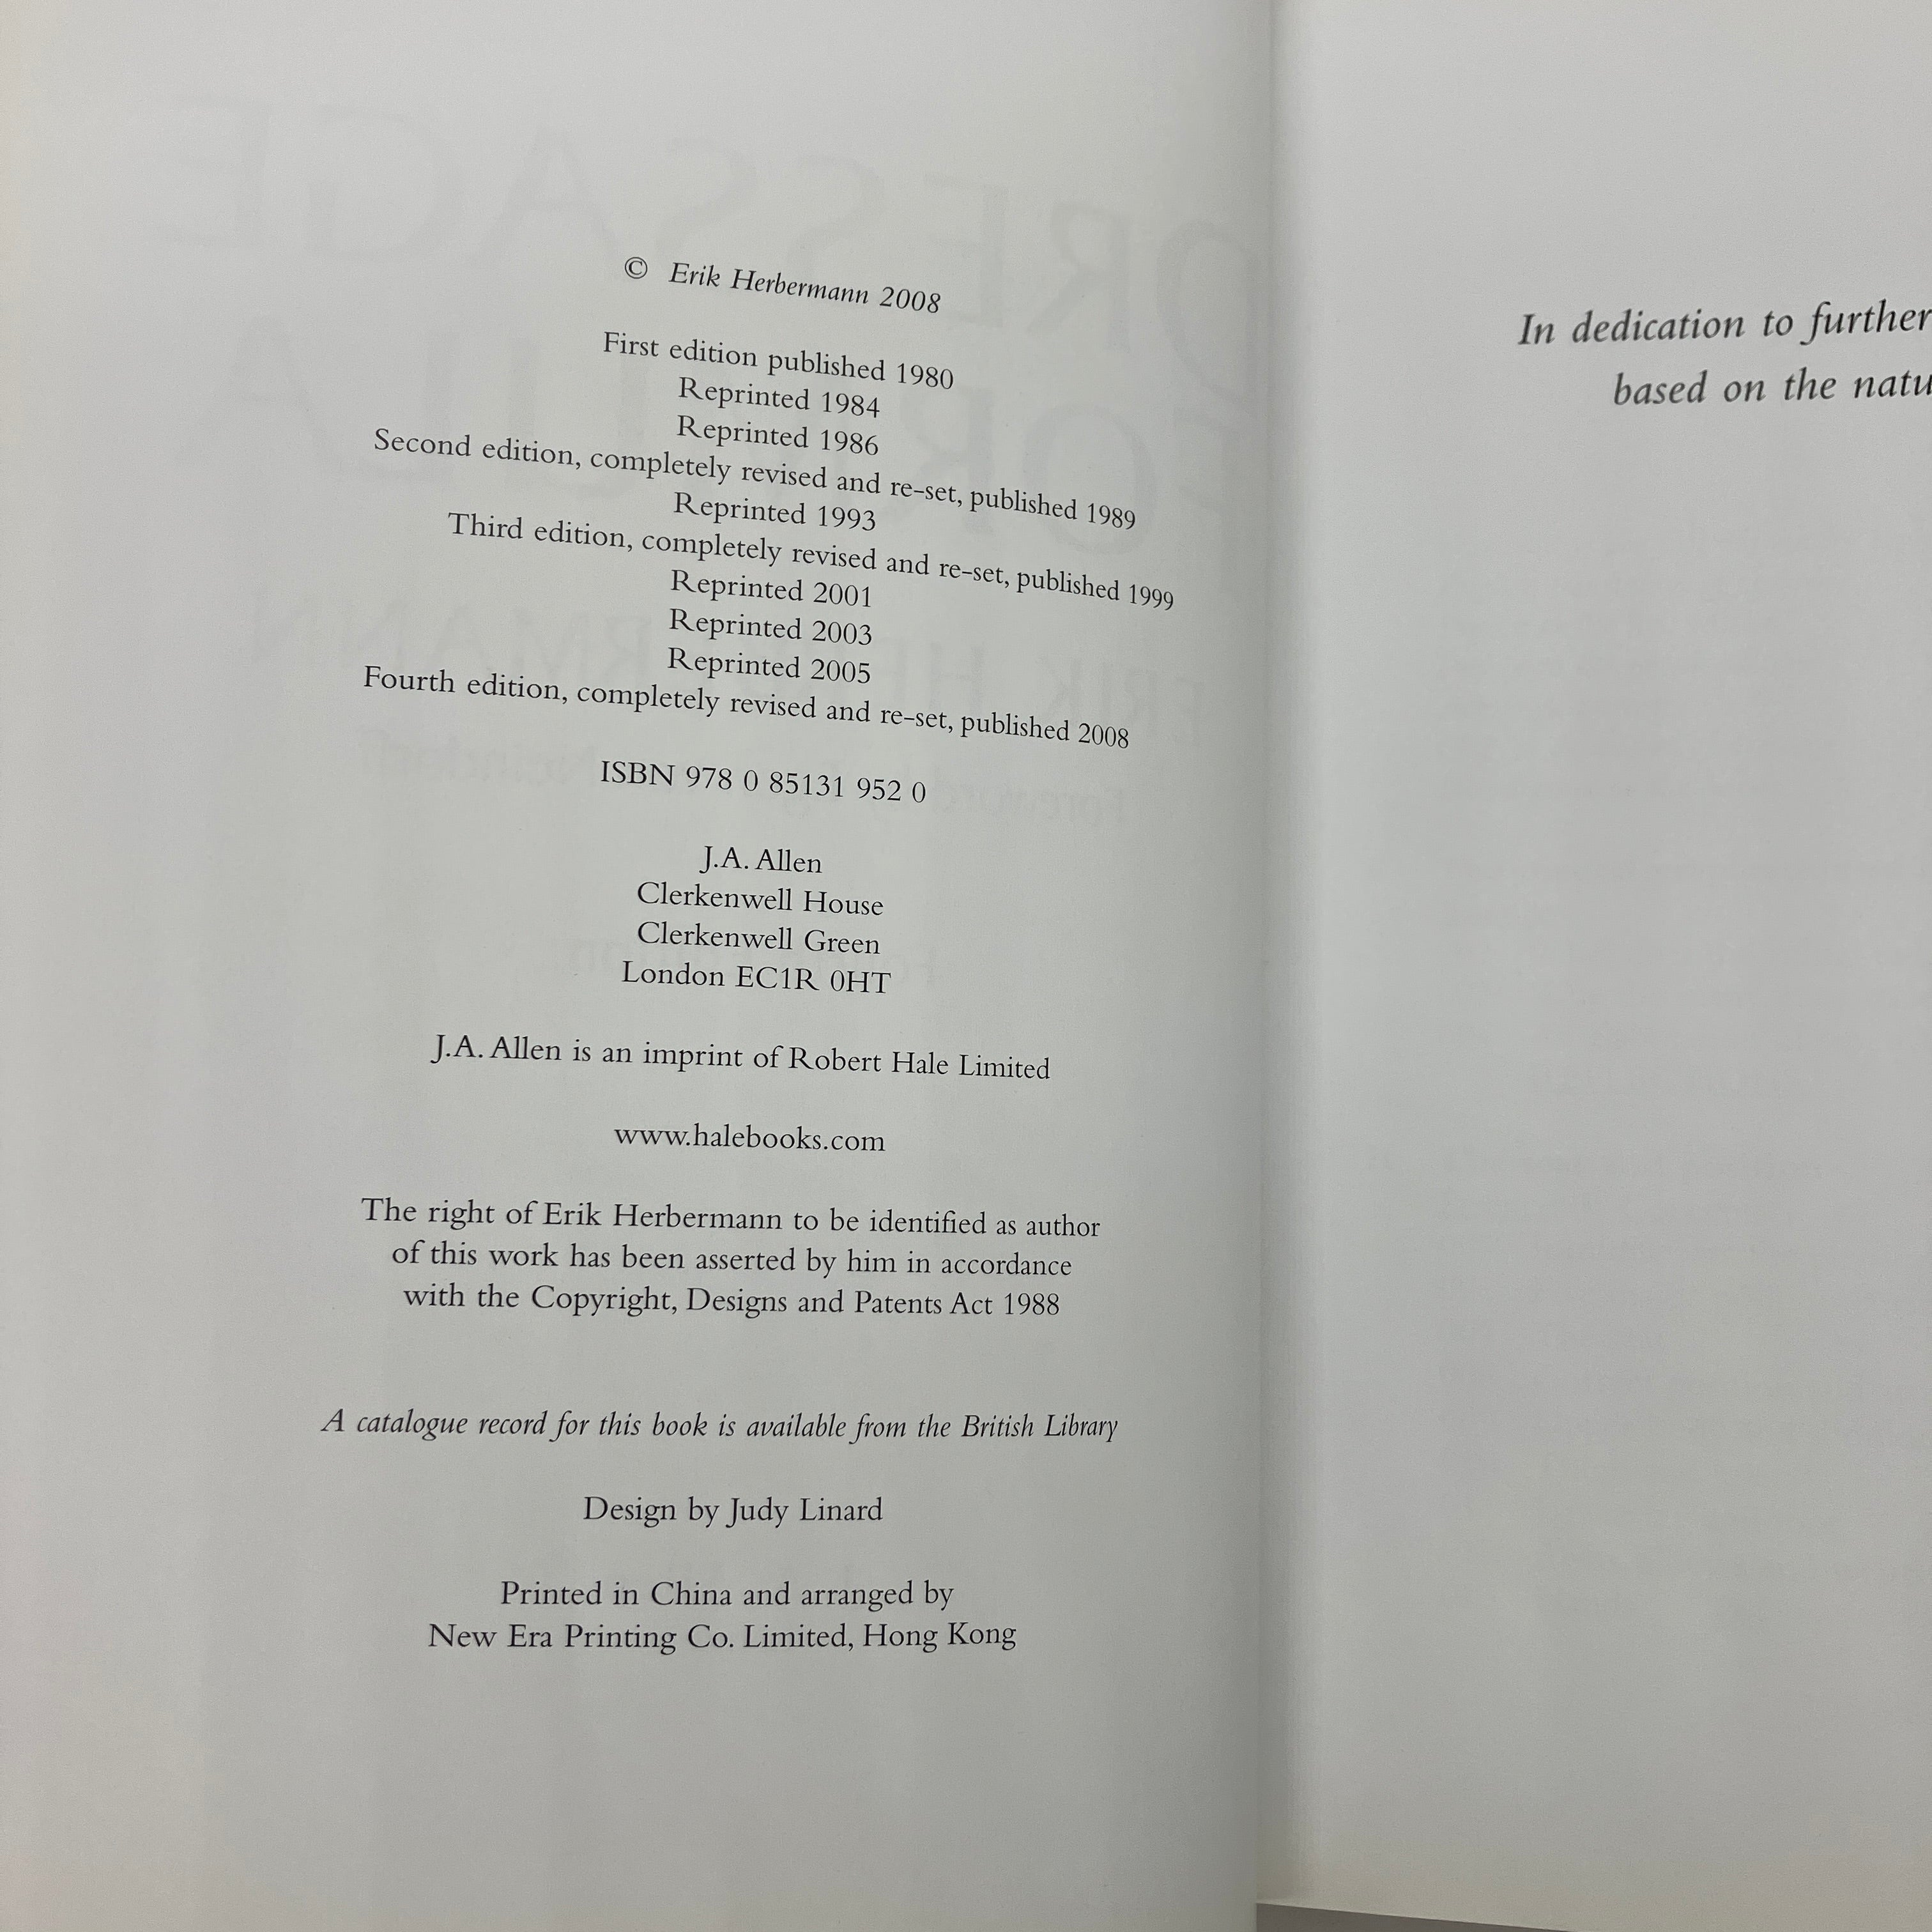 © Erik Herbermann 2008
First edition published 1980
Reprinted 1984
Reprinted 1986
Second edition, completely revised and re-set, published 1989
Reprinted 1993
Third edition, completely revised and re-set, published 1999
Reprinted 2001
Reprinted 2003
Reprinted 2005
Fourth edition, completely revised and re-set, published 2008
ISBN 978 0 85131 952 0
J.A. Allen
Clerkenwell House
Clerkenwell Green
London EC1R 0HT
J.A. Allen is an imprint of Robert Hale Limited
www.halebooks.com
The right of Erik Herbermann to be identified as author
of this work has been asserted by him in accordance
with the Copyright, Designs and Patents Act 1988
A catalogue record for this book is available from the British Library
Design by Judy Linard
Printed in China and arranged by
New Era Printing Co. Limited, Hong Kong
In dedication to further
based on the natu